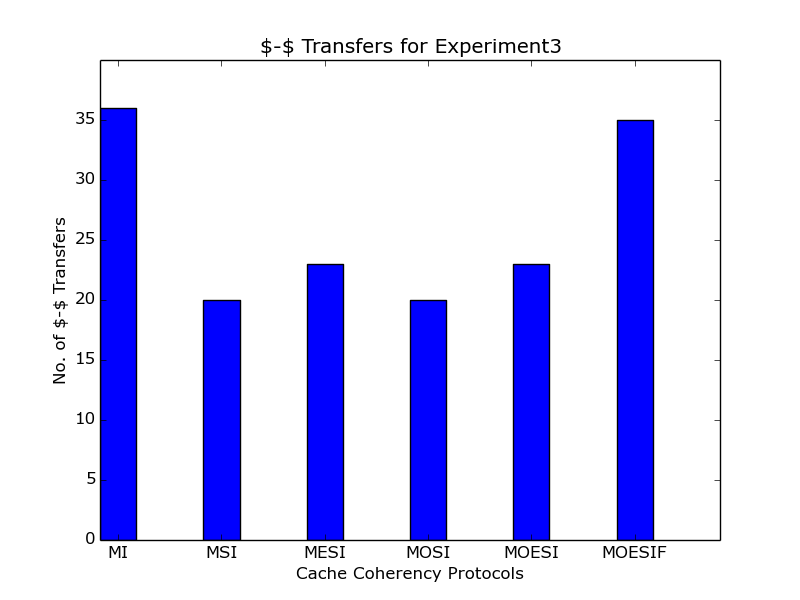 $-$ Transfers for Experiment3
No. of $-$ Transfers
35
30
25
20
15
10
5
0
MI MSI MESI MOSI MOESI MOESIF
Cache Coherency Protocols